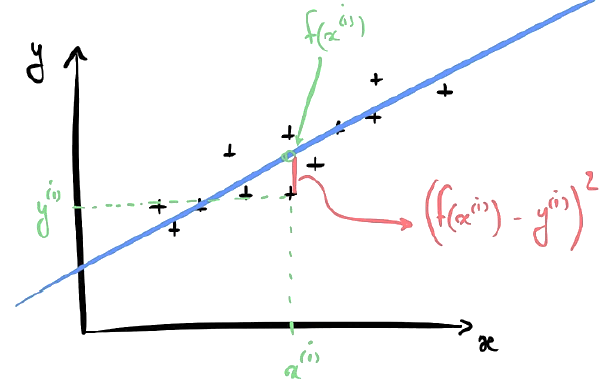 f(x^(i))
y
y^(i)
(f(x^(i)) - y^(i))^2
x
x^(i)